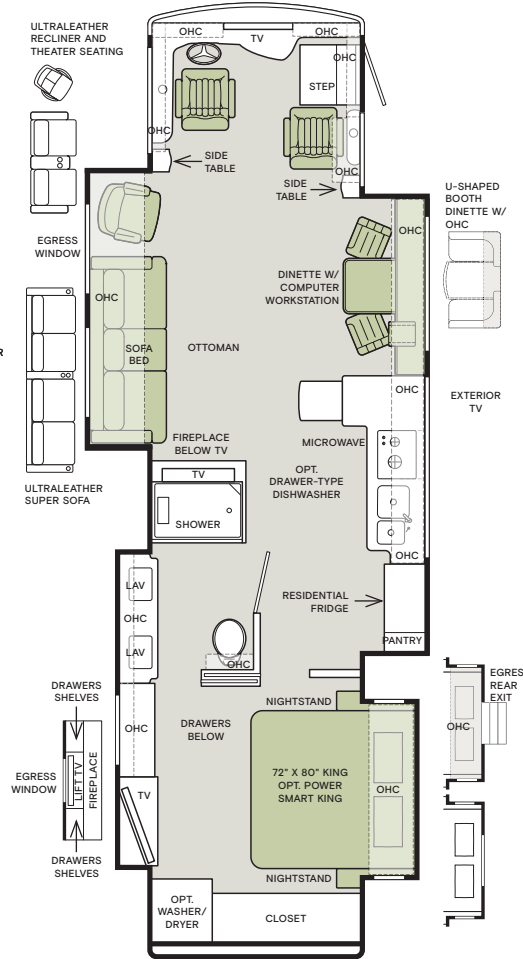 ULTRALEATHER
RECLINER AND
THEATER SEATING
OHC
TV
OHC
OHC
STEP
OHC
SIDE
TABLE
OHC
SIDE
TABLE
U-SHAPED
BOOTH
DINETTE W/
OHC
OHC
EGRESS
WINDOW
DINETTE W/
COMPUTER
WORKSTATION
OHC
SOFA
BED
OTTOMAN
R
OHC
EXTERIOR
TV
FIREPLACE
BELOW TV
MICROWAVE
TV
OPT.
DRAWER-TYPE
DISHWASHER
ULTRALEATHER
SUPER SOFA
SHOWER
OHC
LAV
OHC
LAV
RESIDENTIAL
FRIDGE
PANTRY
OHC
DRAWERS
SHELVES
EGRES
REAR
EXIT
OHC
NIGHTSTAND
OHC
DRAWERS
BELOW
EGRESS
WINDOW
LIFT TV
FIREPLACE
TV
72" X 80" KING
OPT. POWER
SMART KING
OHC
DRAWERS
SHELVES
NIGHTSTAND
OPT.
WASHER/
DRYER
CLOSET